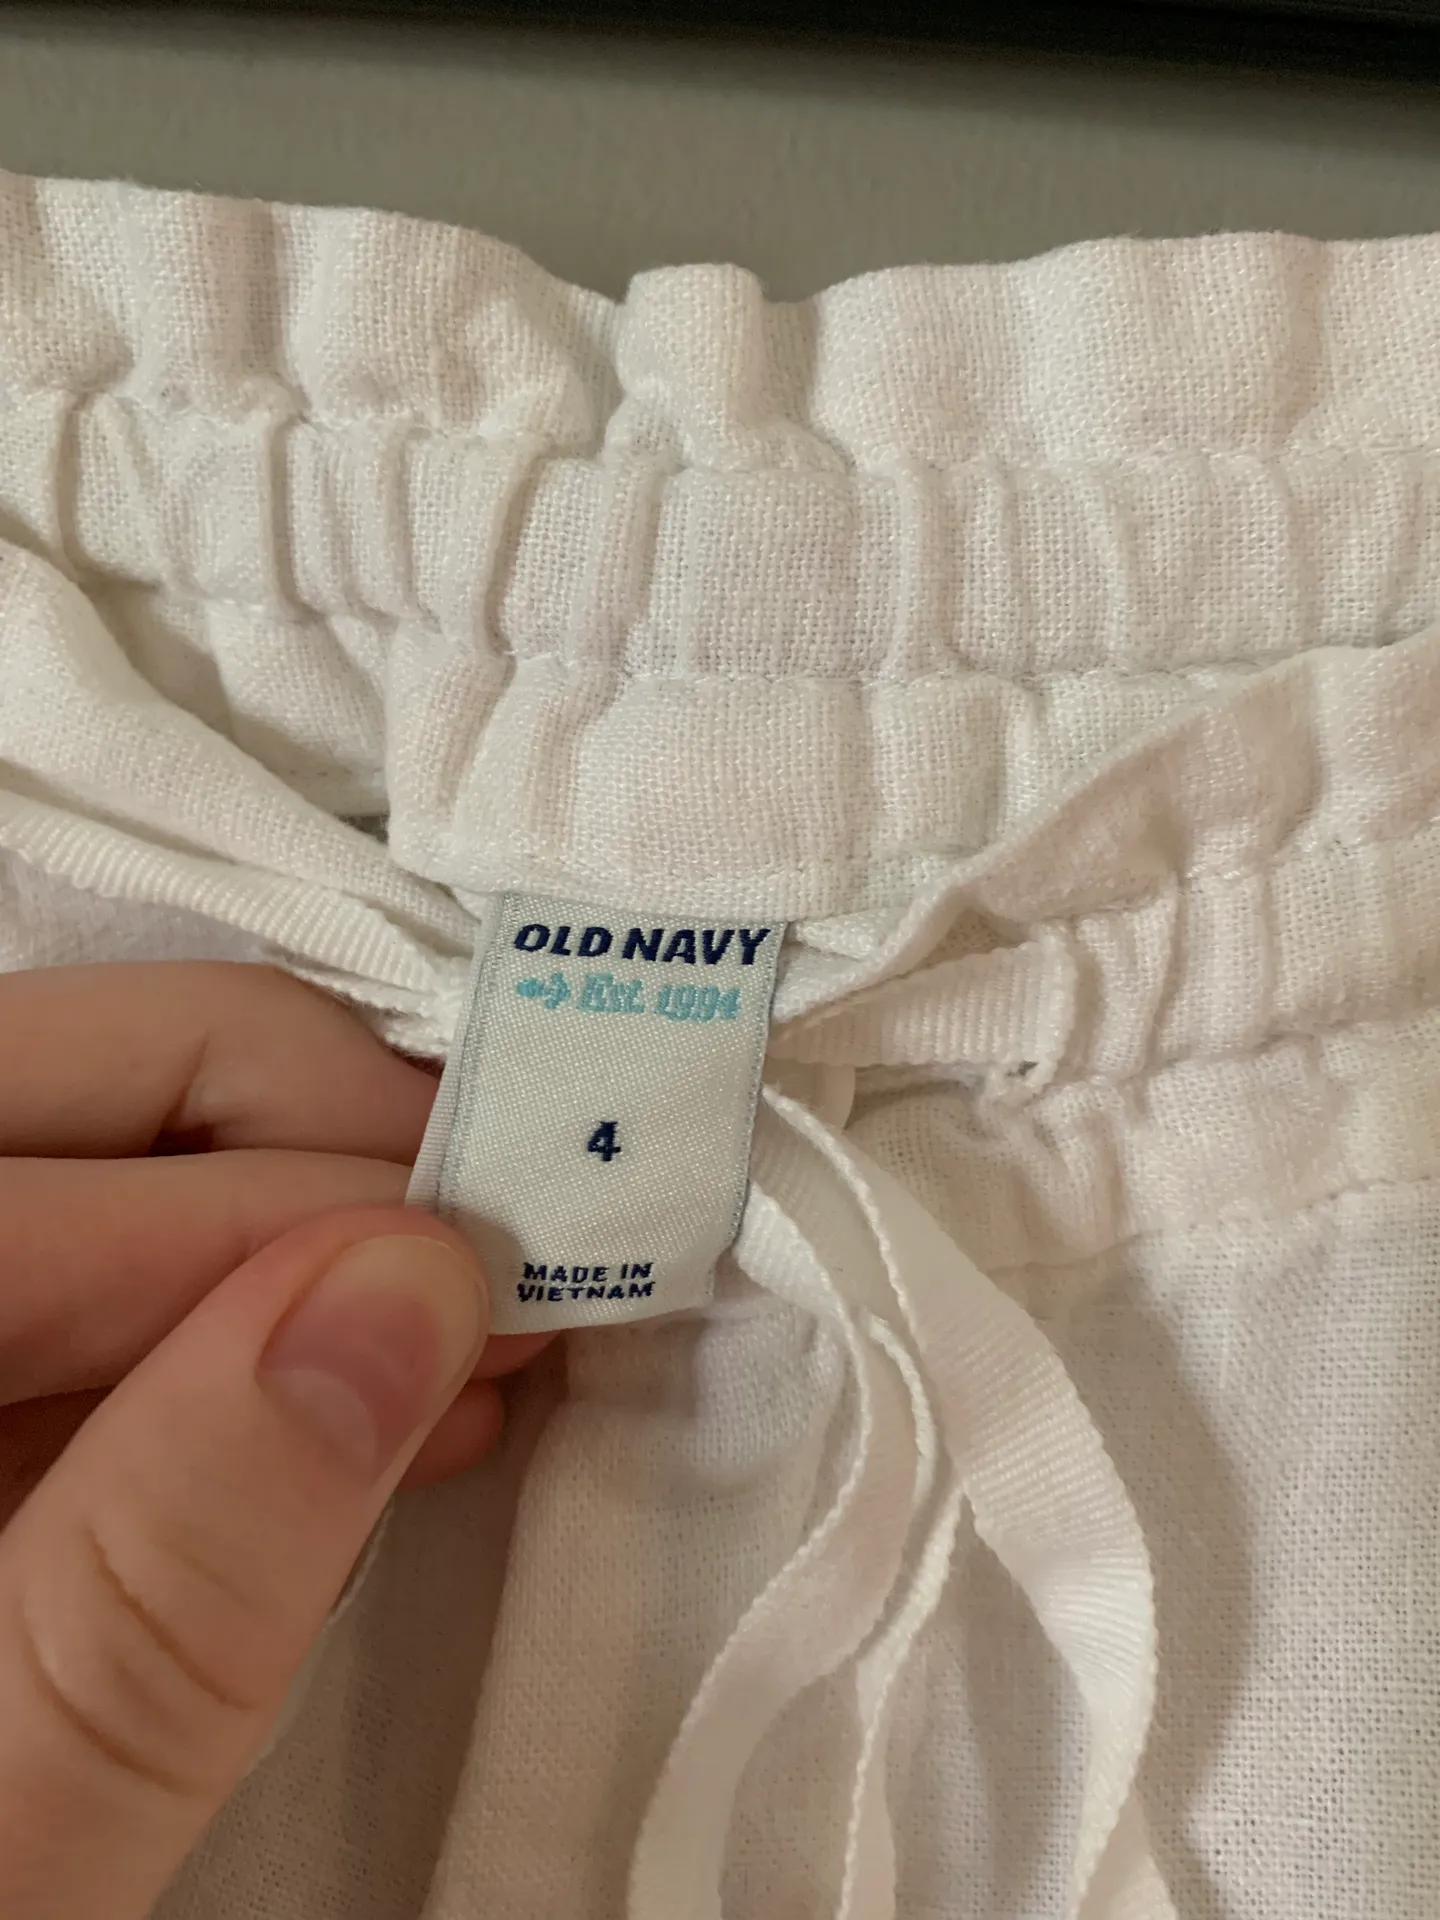 OLD NAVY
Est. 1994
4
MADE IN
VIETNAM